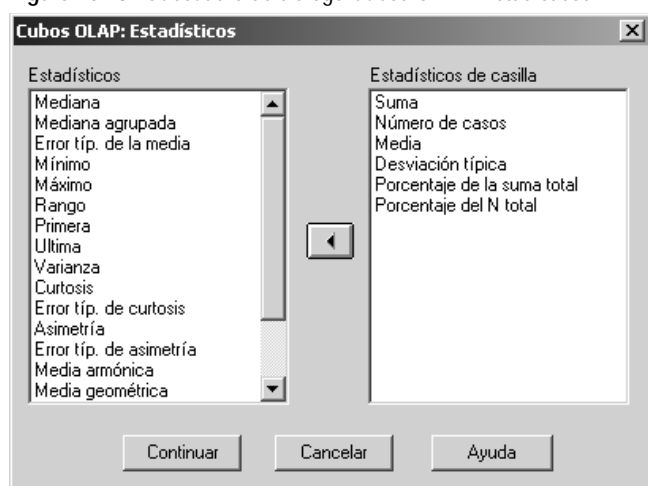 Cubos OLAP: Estadísticos
Estadísticos
Mediana
Mediana agrupada
Error típ. de la media
Mínimo
Máximo
Rango
Primera
Ultima
Varianza
Curtosis
Error típ. de curtosis
Asimetría
Error típ. de asimetría
Media armónica
Media geométrica
Estadísticos de casilla
Suma
Número de casos
Media
Desviación típica
Porcentaje de la suma total
Porcentaje del N total
Continuar
Cancelar
Ayuda